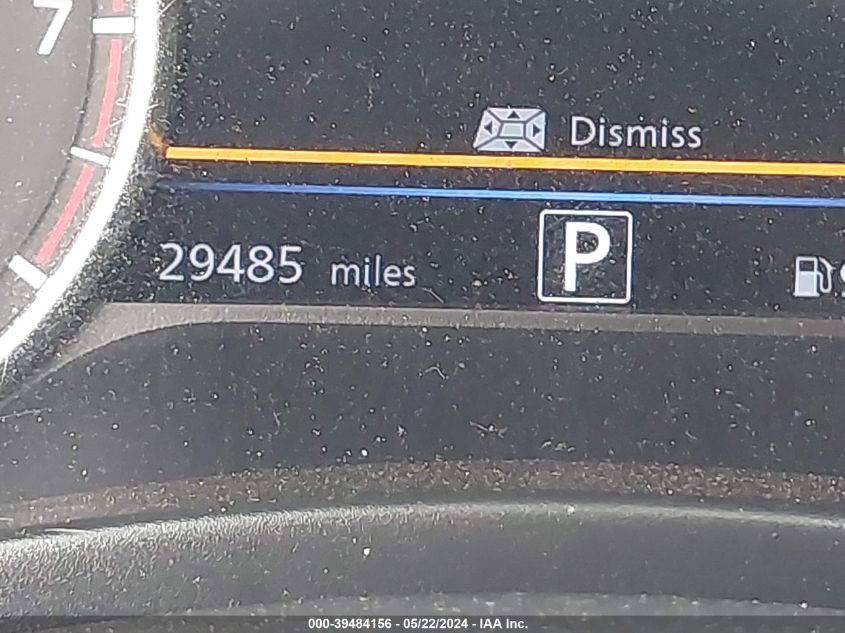 7
Dismiss
29485 miles P
000-39484156 - 05/22/2024 - IAA Inc.